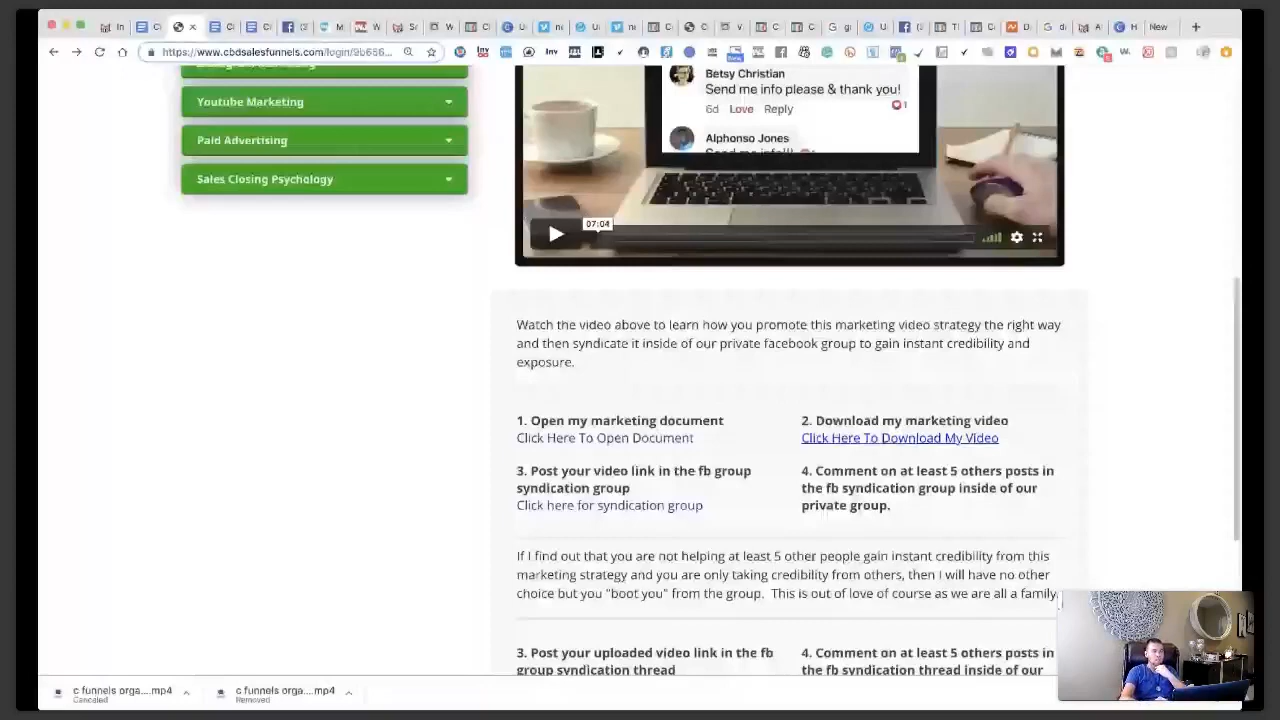 https://www.cbdsalesfunnels.com/login/9b656...
New
Youtube Marketing
Paid Advertising
Sales Closing Psychology
Betsy Christian
Send me info please & thank you!
6d Love Reply
1
Alphonso Jones
07:04
Watch the video above to learn how you promote this marketing video strategy the right way
and then syndicate it inside of our private facebook group to gain instant credibility and
exposure.
1. Open my marketing document
Click Here To Open Document
2. Download my marketing video
Click Here To Download My Video
3. Post your video link in the fb group
syndication group
Click here for syndication group
4. Comment on at least 5 others posts in
the fb syndication group inside of our
private group.
If I find out that you are not helping at least 5 other people gain instant credibility from this
marketing strategy and you are only taking credibility from others, then I will have no other
choice but you "boot you" from the group. This is out of love of course as we are all a family.
3. Post your uploaded video link in the fb
group syndication thread
4. Comment on at least 5 others posts in
the fb syndication thread inside of our
c funnels orga....mp4
Canceled
c funnels orga....mp4
Removed